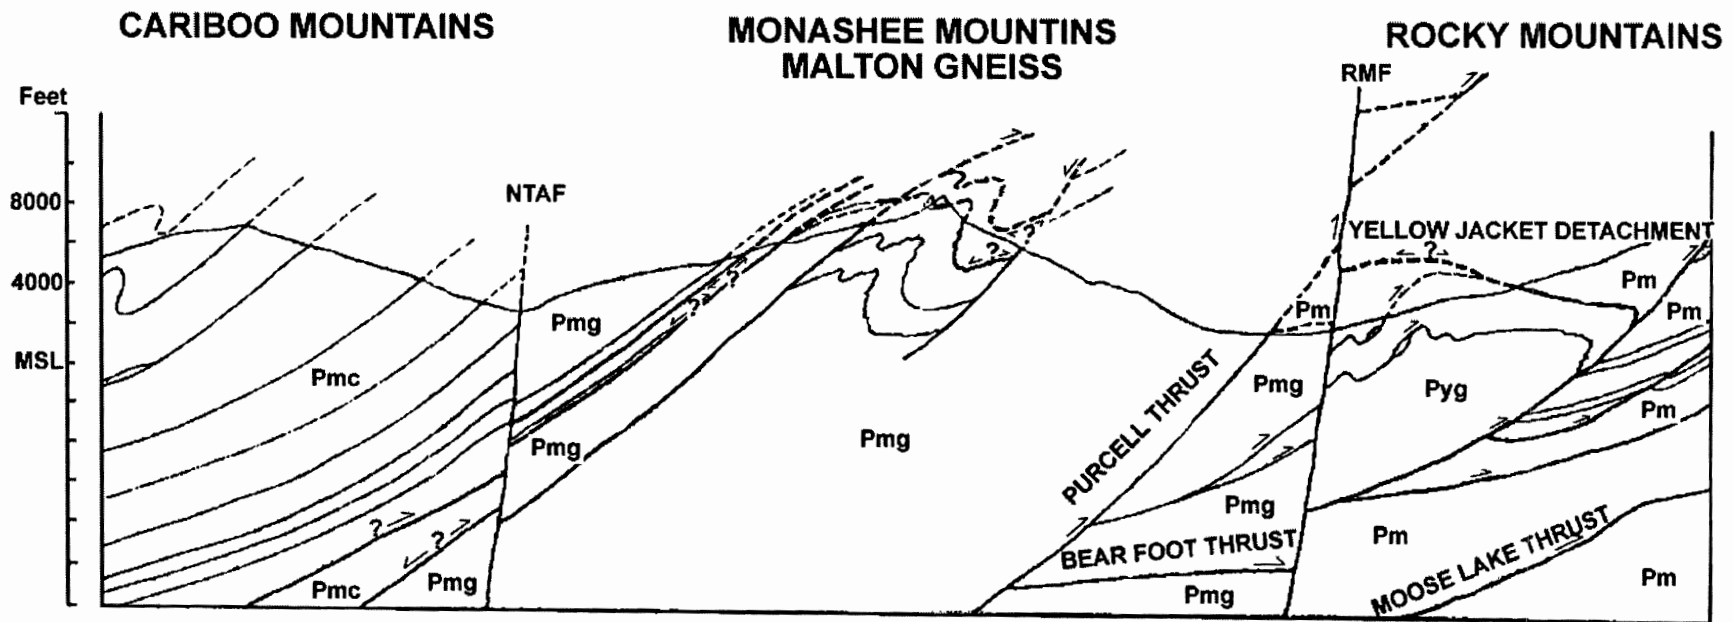 CARIBOO MOUNTAINS
MONASHEE MOUNTINS
MALTON GNEISS
ROCKY MOUNTAINS
RMF
Feet
8000
4000
MSL
NTAF
YELLOW JACKET DETACHMENT
?
?
?
?
?
Pm
Pm
Pm
Pmg
Pmc
Pmg
Pyg
Pm
Pmg
Pmg
PURCELL THRUST
Pmg
?
?
BEAR FOOT THRUST
Pm
MOOSE LAKE THRUST
Pm
Pmc
Pmg
Pmg